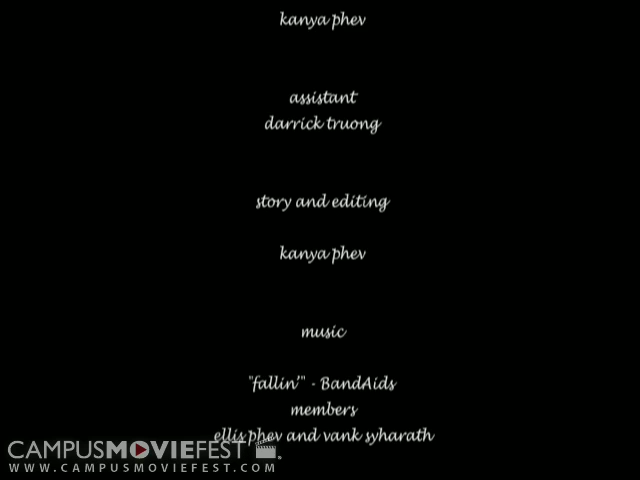 kanya phev
assistant
darrick truong
story and editing
kanya phev
music
"fallin'" - BandAids
members
ellis phev and vank syharath
CAMPUSMOVIEFEST
WWW.CAMPUSMOVIEFEST.COM